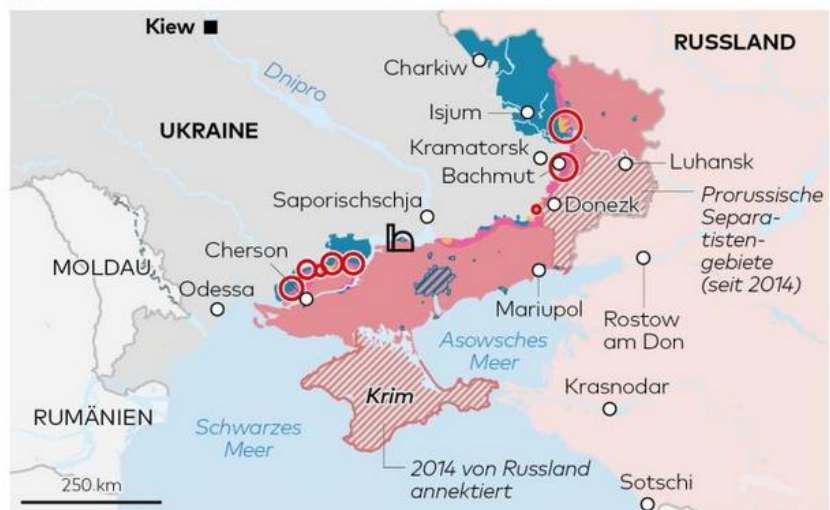 Kiew
RUSSLAND
Charkiw
Dnipro
Isjum
UKRAINE
Kramatorsk
Bachmut
Luhansk
Saporischschja
Donezk
Prorussische
Separa-
tisten-
gebiete
(seit 2014)
Cherson
MOLDAU
Odessa
Mariupol
Rostow
am Don
Asowsches
Meer
Krim
Krasnodar
RUMÄNIEN
Schwarzes
Meer
2014 von Russland
annektiert
250.km
Sotschi